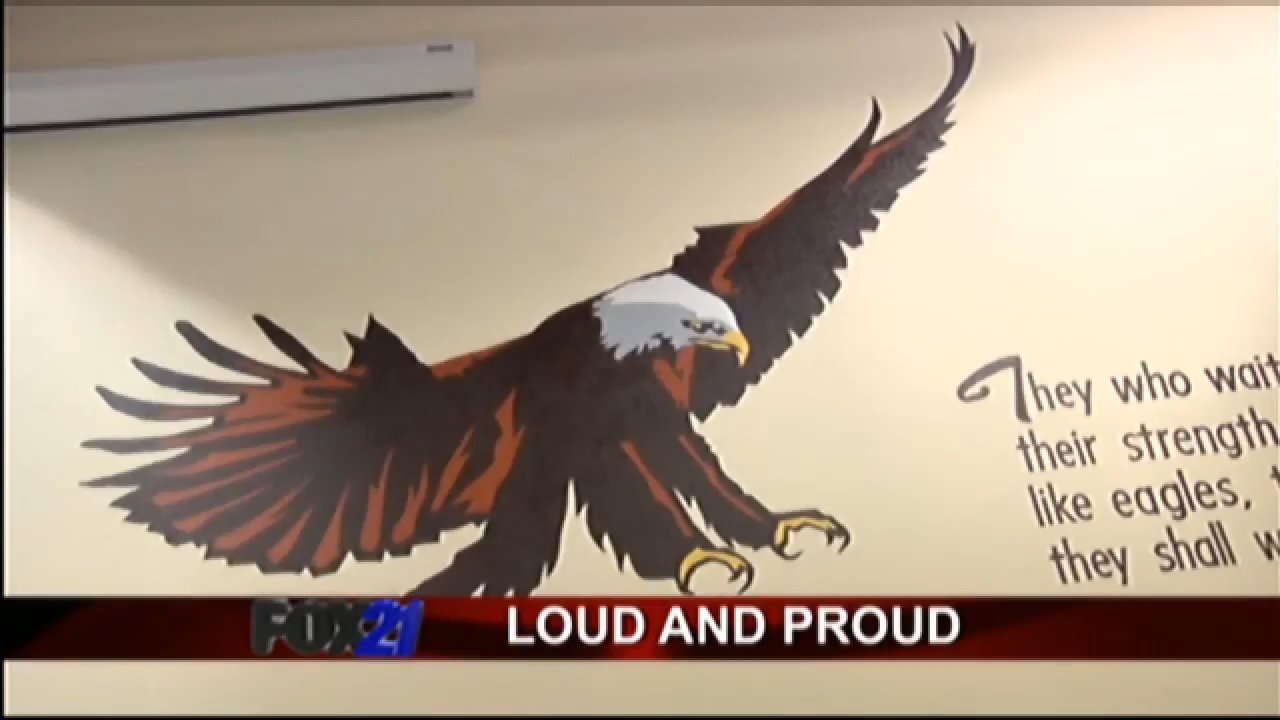 They who wait
their strength
like eagles,
they shall w
FOX21 LOUD AND PROUD